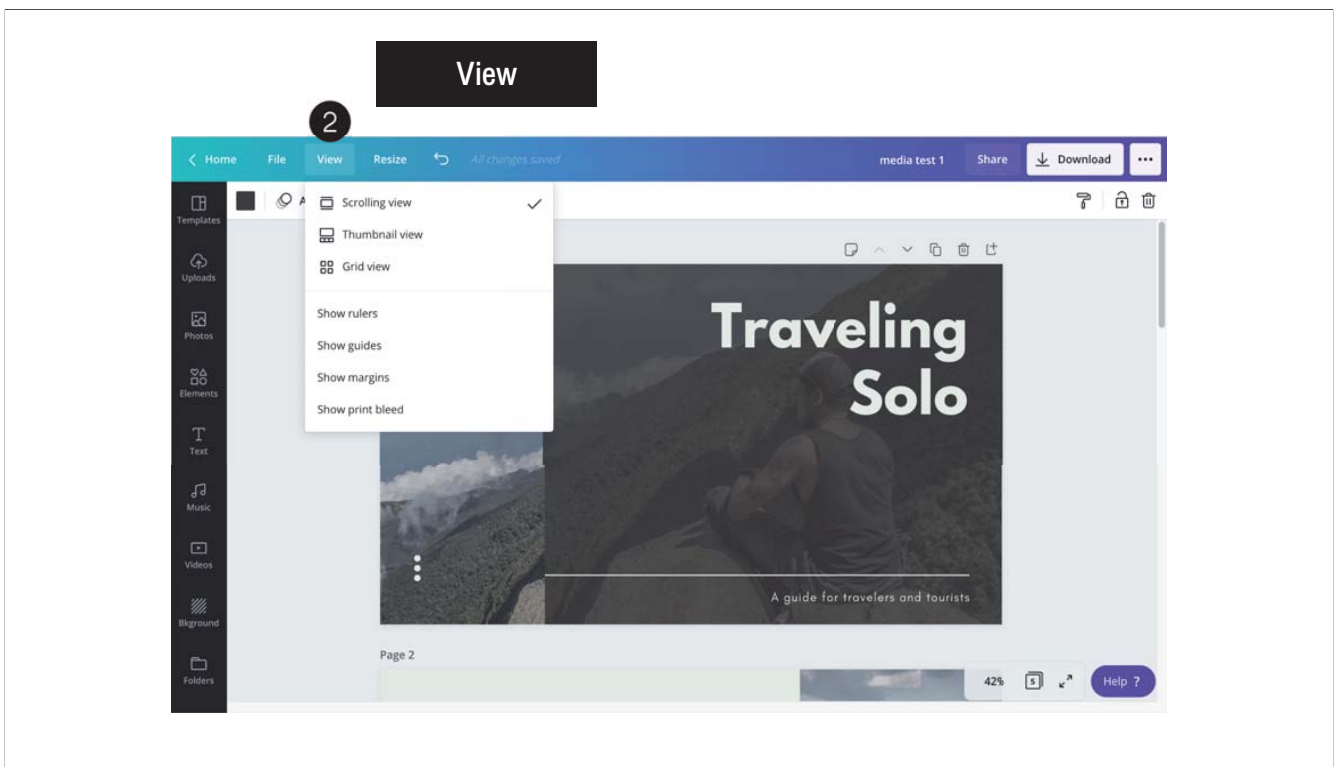 View
2
Home File View Resize All changes saved media test 1 Share Download
A
Templates
Uploads
Photos
Elements
Text
Music
Videos
Bkground
Folders
Scrolling view
Thumbnail view
Grid view
Show rulers
Show guides
Show margins
Show print bleed
Traveling
Solo
A guide for travelers and tourists
Page 2
42% 5 Help ?